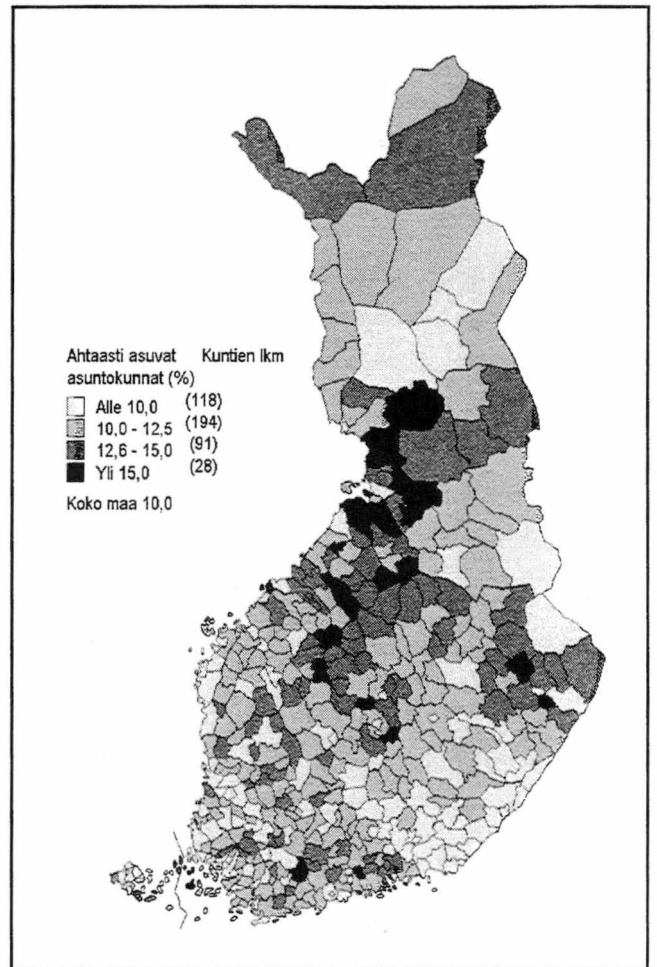 Ahtaasti asuvat Kuntien lkm
asuntokunnat (%)
Alle 10,0 (118)
10,0 - 12,5 (194)
12,6 - 15,0 (91)
Yli 15,0 (28)
Koko maa 10,0